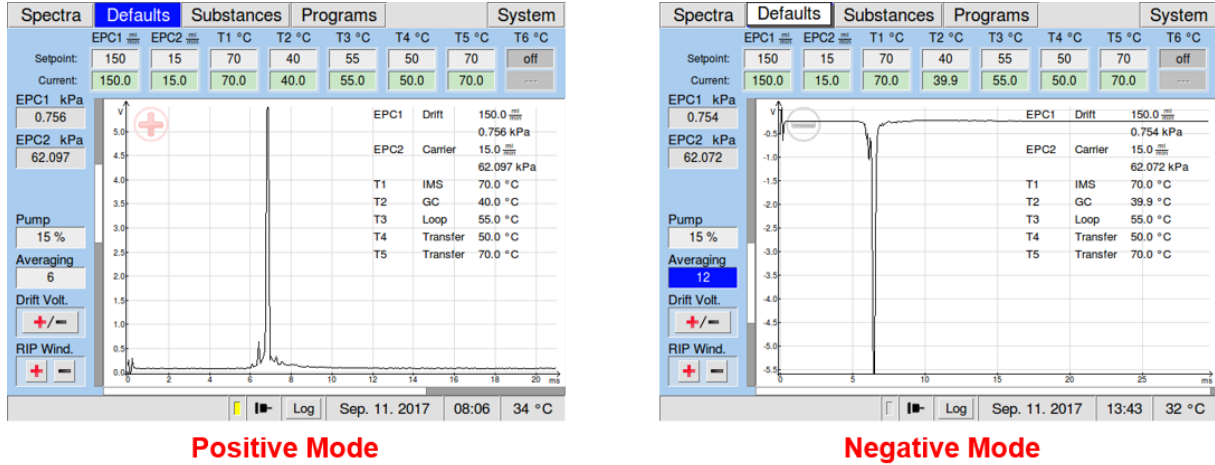 Spectra Defaults Substances Programs System
EPC1 ml/min EPC2 ml/min T1 °C T2 °C T3 °C T4 °C T5 °C T6 °C
Setpoint: 150 15 70 40 55 50 70 off
Current: 150.0 15.0 70.0 40.0 55.0 50.0 70.0 ---
EPC1 kPa
0.756
EPC2 kPa
62.097
Pump
15 %
Averaging
6
Drift Volt.
+/-
RIP Wind.
+ -
V
5.0
4.5
4.0
3.5
3.0
2.5
2.0
1.5
1.0
0.5
0.0
0 2 4 6 8 10 12 14 16 18 20 ms
EPC1 Drift 150.0 ml/min
0.756 kPa
EPC2 Carrier 15.0 ml/min
62.097 kPa
T1 IMS 70.0 °C
T2 GC 40.0 °C
T3 Loop 55.0 °C
T4 Transfer 50.0 °C
T5 Transfer 70.0 °C
Log Sep. 11. 2017 08:06 34 °C
Positive Mode
Spectra Defaults Substances Programs System
EPC1 ml/min EPC2 ml/min T1 °C T2 °C T3 °C T4 °C T5 °C T6 °C
Setpoint: 150 15 70 40 55 50 70 off
Current: 150.0 15.0 70.0 39.9 55.0 50.0 70.0 ---
EPC1 kPa
0.754
EPC2 kPa
62.072
Pump
15 %
Averaging
12
Drift Volt.
+/-
RIP Wind.
+ -
V
-0.5
-1.0
-1.5
-2.0
-2.5
-3.0
-3.5
-4.0
-4.5
-5.0
-5.5
0 5 10 15 20 25 ms
EPC1 Drift 150.0 ml/min
0.754 kPa
EPC2 Carrier 15.0 ml/min
62.072 kPa
T1 IMS 70.0 °C
T2 GC 39.9 °C
T3 Loop 55.0 °C
T4 Transfer 50.0 °C
T5 Transfer 70.0 °C
Log Sep. 11. 2017 13:43 32 °C
Negative Mode